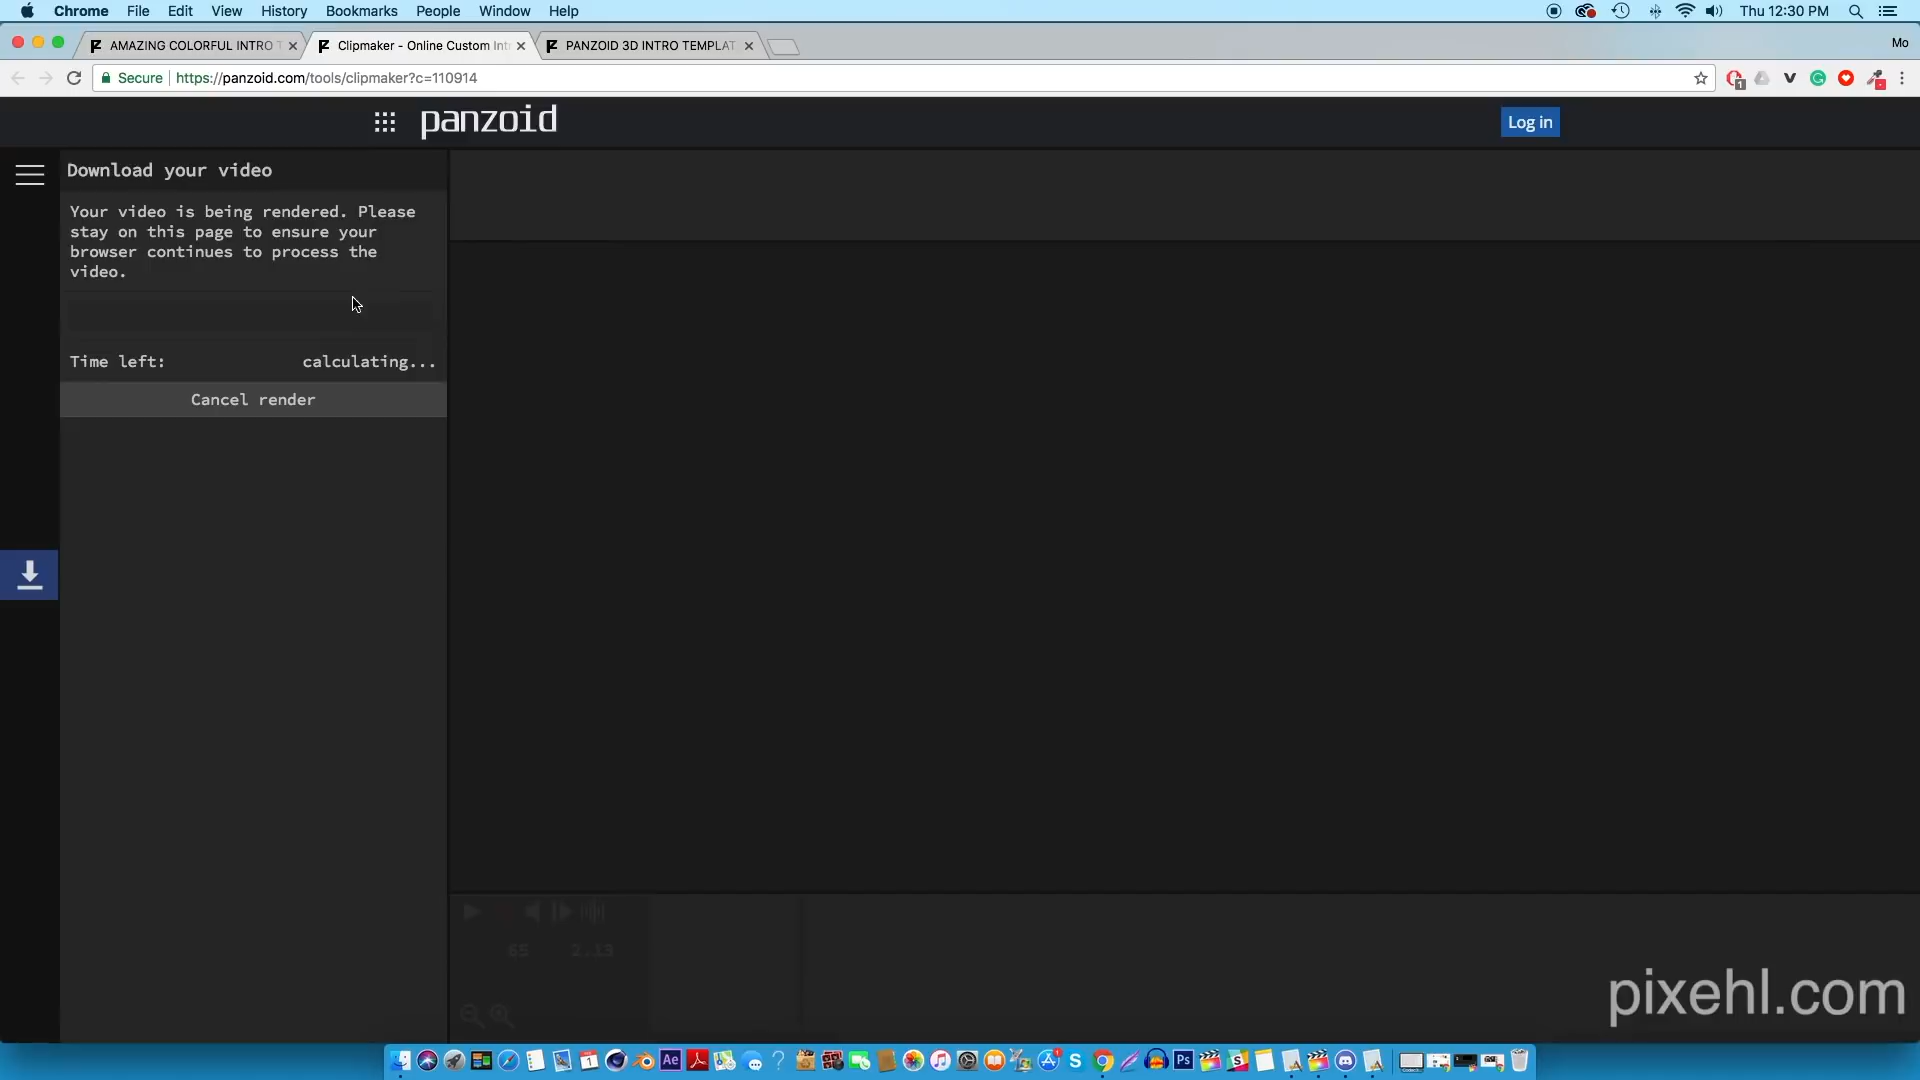 Chrome File Edit View History Bookmarks People Window Help Thu 12:30 PM
AMAZING COLORFUL INTRO T
Clipmaker - Online Custom Int
PANZOID 3D INTRO TEMPLAT
Mo
Secure https://panzoid.com/tools/clipmaker?c=110914
panzoid
Log in
Download your video
Your video is being rendered. Please
stay on this page to ensure your
browser continues to process the
video.
Time left: calculating...
Cancel render
65 2.13
pixehl.com